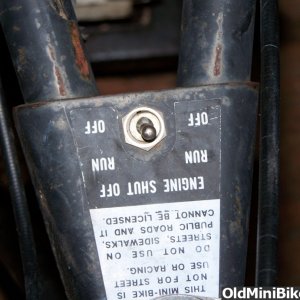 THIS MINI-BIKE IS
NOT FOR STREET
USE OR RACING.
DO NOT USE ON
STREETS, SIDEWALKS,
PUBLIC ROADS AND IT
CANNOT BE LICENSED.
ENGINE SHUT OFF
RUN RUN
OFF OFF
OldMiniBike